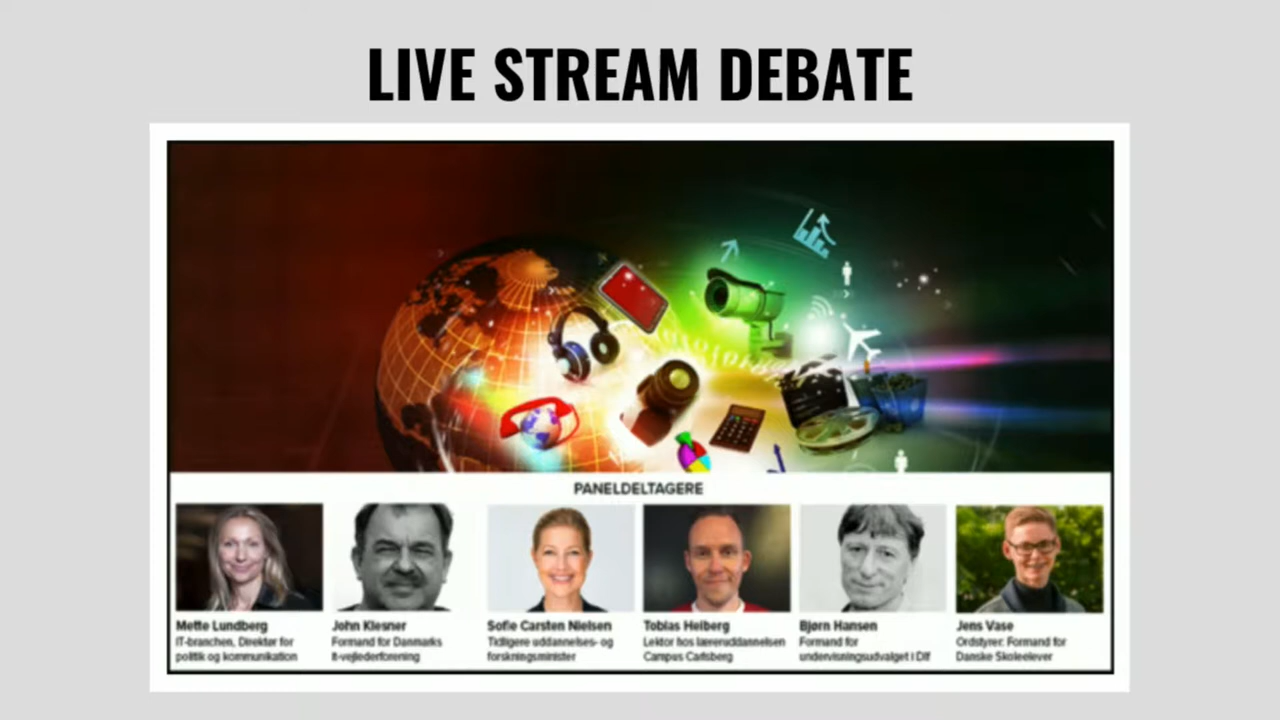 LIVE STREAM DEBATE
PANELDELTAGERE
Mette Lundberg
IT-branchen, Direktør for
politik og kommunikation
John Klesner
Formand for Danmarks
it-vejlederforening
Sofie Carsten Nielsen
Tidligere uddannelses- og
forskningsminister
Tobias Heiberg
Lektor hos læreruddannelsen
Campus Carlsberg
Bjørn Hansen
Formand for
undervisningsudvalget i DIf
Jens Vase
Ordstyrer. Formand for
Danske Skoleelever